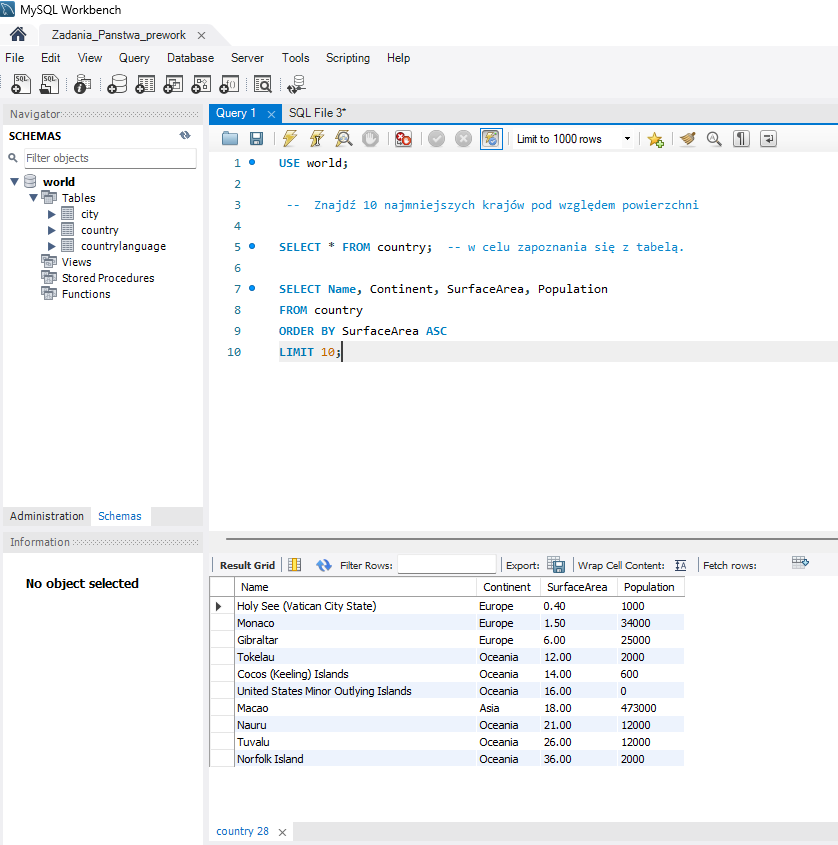 MySQL Workbench
Zadania_Panstwa_prework ×
File Edit View Query Database Server Tools Scripting Help
Navigator
SCHEMAS
Filter objects
world
Tables
city
country
countrylanguage
Views
Stored Procedures
Functions
Administration Schemas
Information
No object selected
Query 1 × SQL File 3*
Limit to 1000 rows
1 USE world;
2
3 -- Znajdź 10 najmniejszych krajów pod względem powierzchni
4
5 SELECT * FROM country; -- w celu zapoznania się z tabelą.
6
7 SELECT Name, Continent, SurfaceArea, Population
8 FROM country
9 ORDER BY SurfaceArea ASC
10 LIMIT 10;
Result Grid Filter Rows: Export: Wrap Cell Content: Fetch rows:
Name Continent SurfaceArea Population
Holy See (Vatican City State) Europe 0.40 1000
Monaco Europe 1.50 34000
Gibraltar Europe 6.00 25000
Tokelau Oceania 12.00 2000
Cocos (Keeling) Islands Oceania 14.00 600
United States Minor Outlying Islands Oceania 16.00 0
Macao Asia 18.00 473000
Nauru Oceania 21.00 12000
Tuvalu Oceania 26.00 12000
Norfolk Island Oceania 36.00 2000
country 28 ×